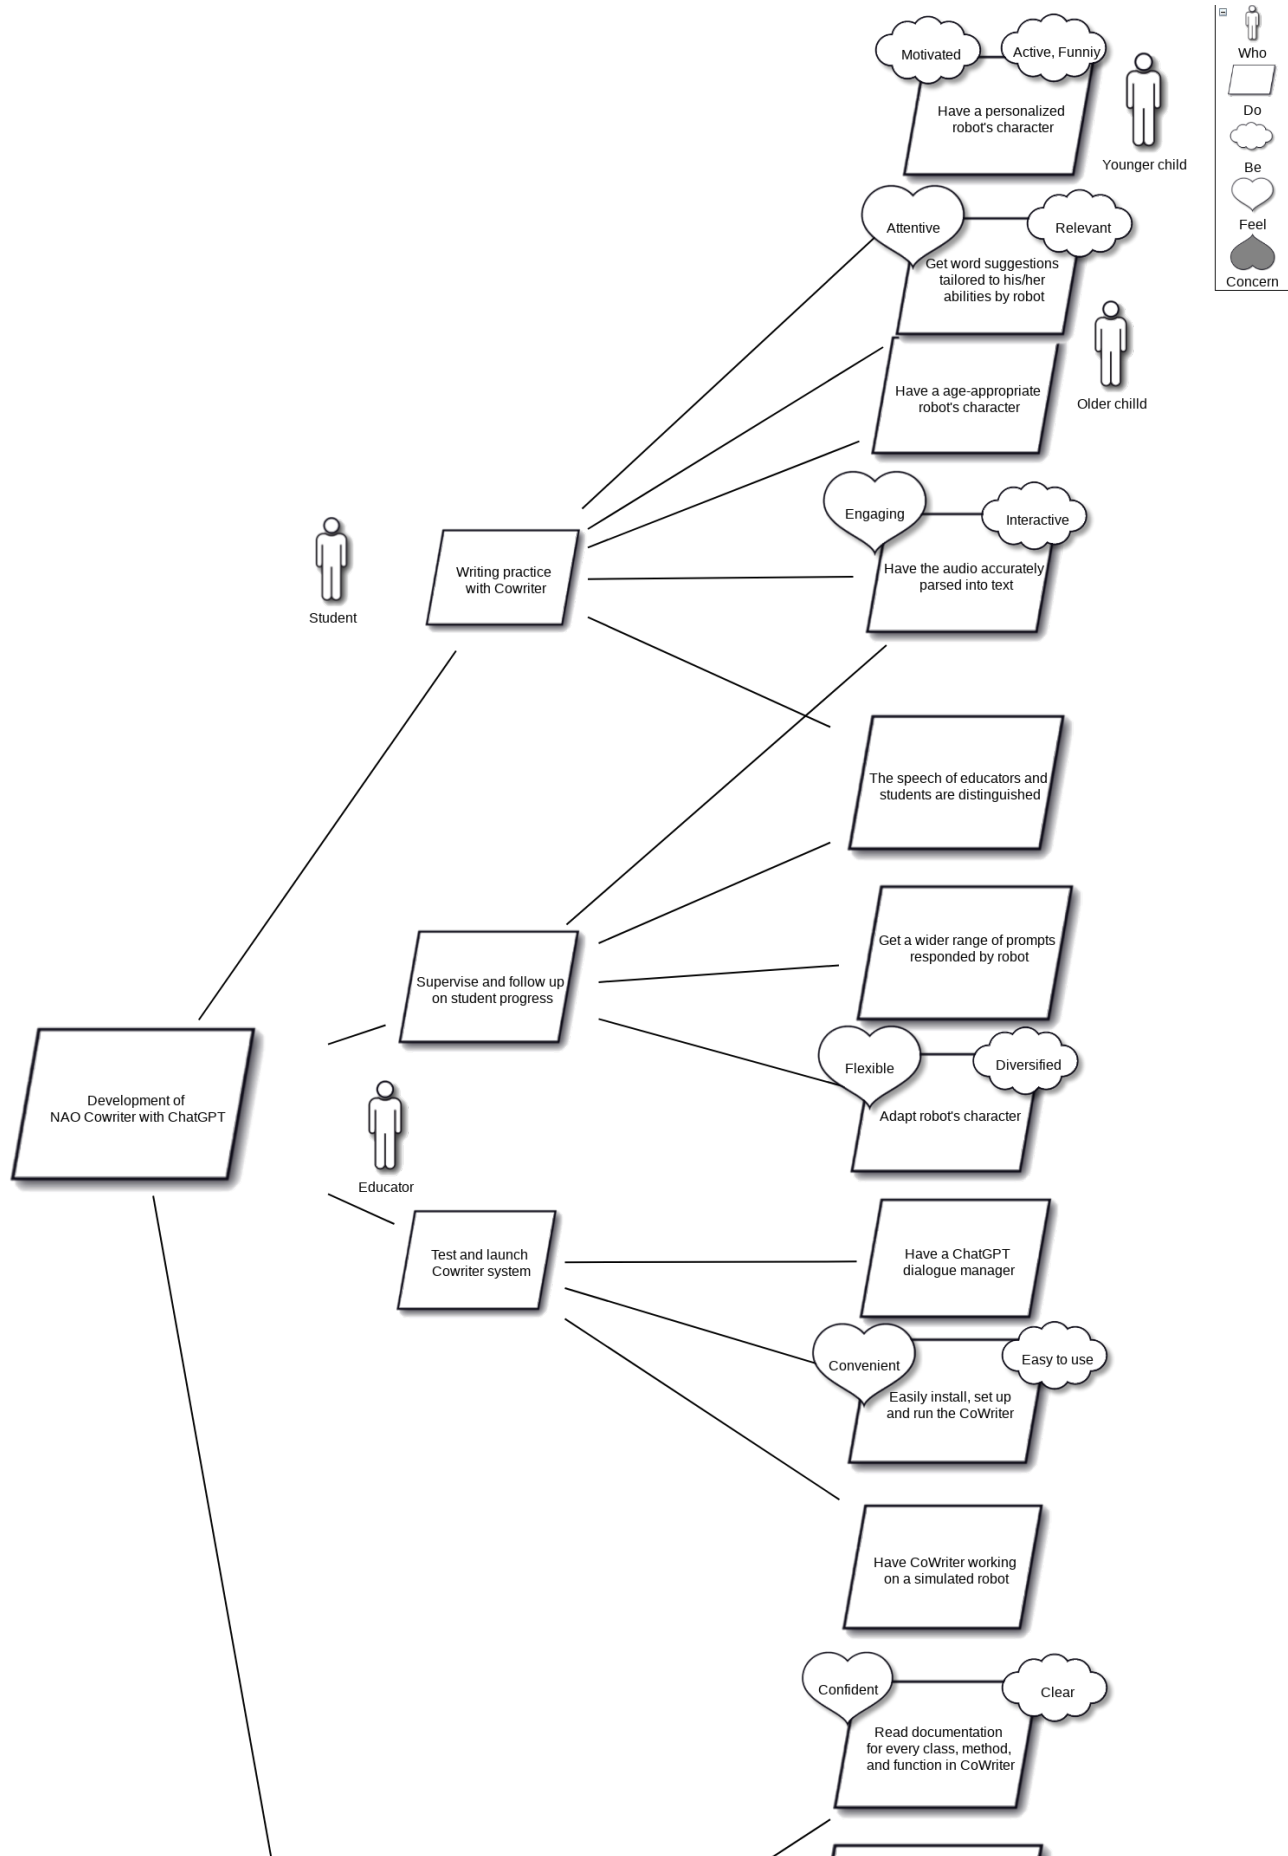 Motivated
Active, Funniy
Have a personalized
robot's character
Younger child
Who
Do
Be
Feel
Concern
Attentive
Relevant
Get word suggestions
tailored to his/her
abilities by robot
Have a age-appropriate
robot's character
Older chilld
Engaging
Interactive
Have the audio accurately
parsed into text
Writing practice
with Cowriter
Student
The speech of educators and
students are distinguished
Get a wider range of prompts
responded by robot
Supervise and follow up
on student progress
Flexible
Diversified
Adapt robot's character
Development of
NAO Cowriter with ChatGPT
Educator
Test and launch
Cowriter system
Have a ChatGPT
dialogue manager
Convenient
Easy to use
Easily install, set up
and run the CoWriter
Have CoWriter working
on a simulated robot
Confident
Clear
Read documentation
for every class, method,
and function in CoWriter